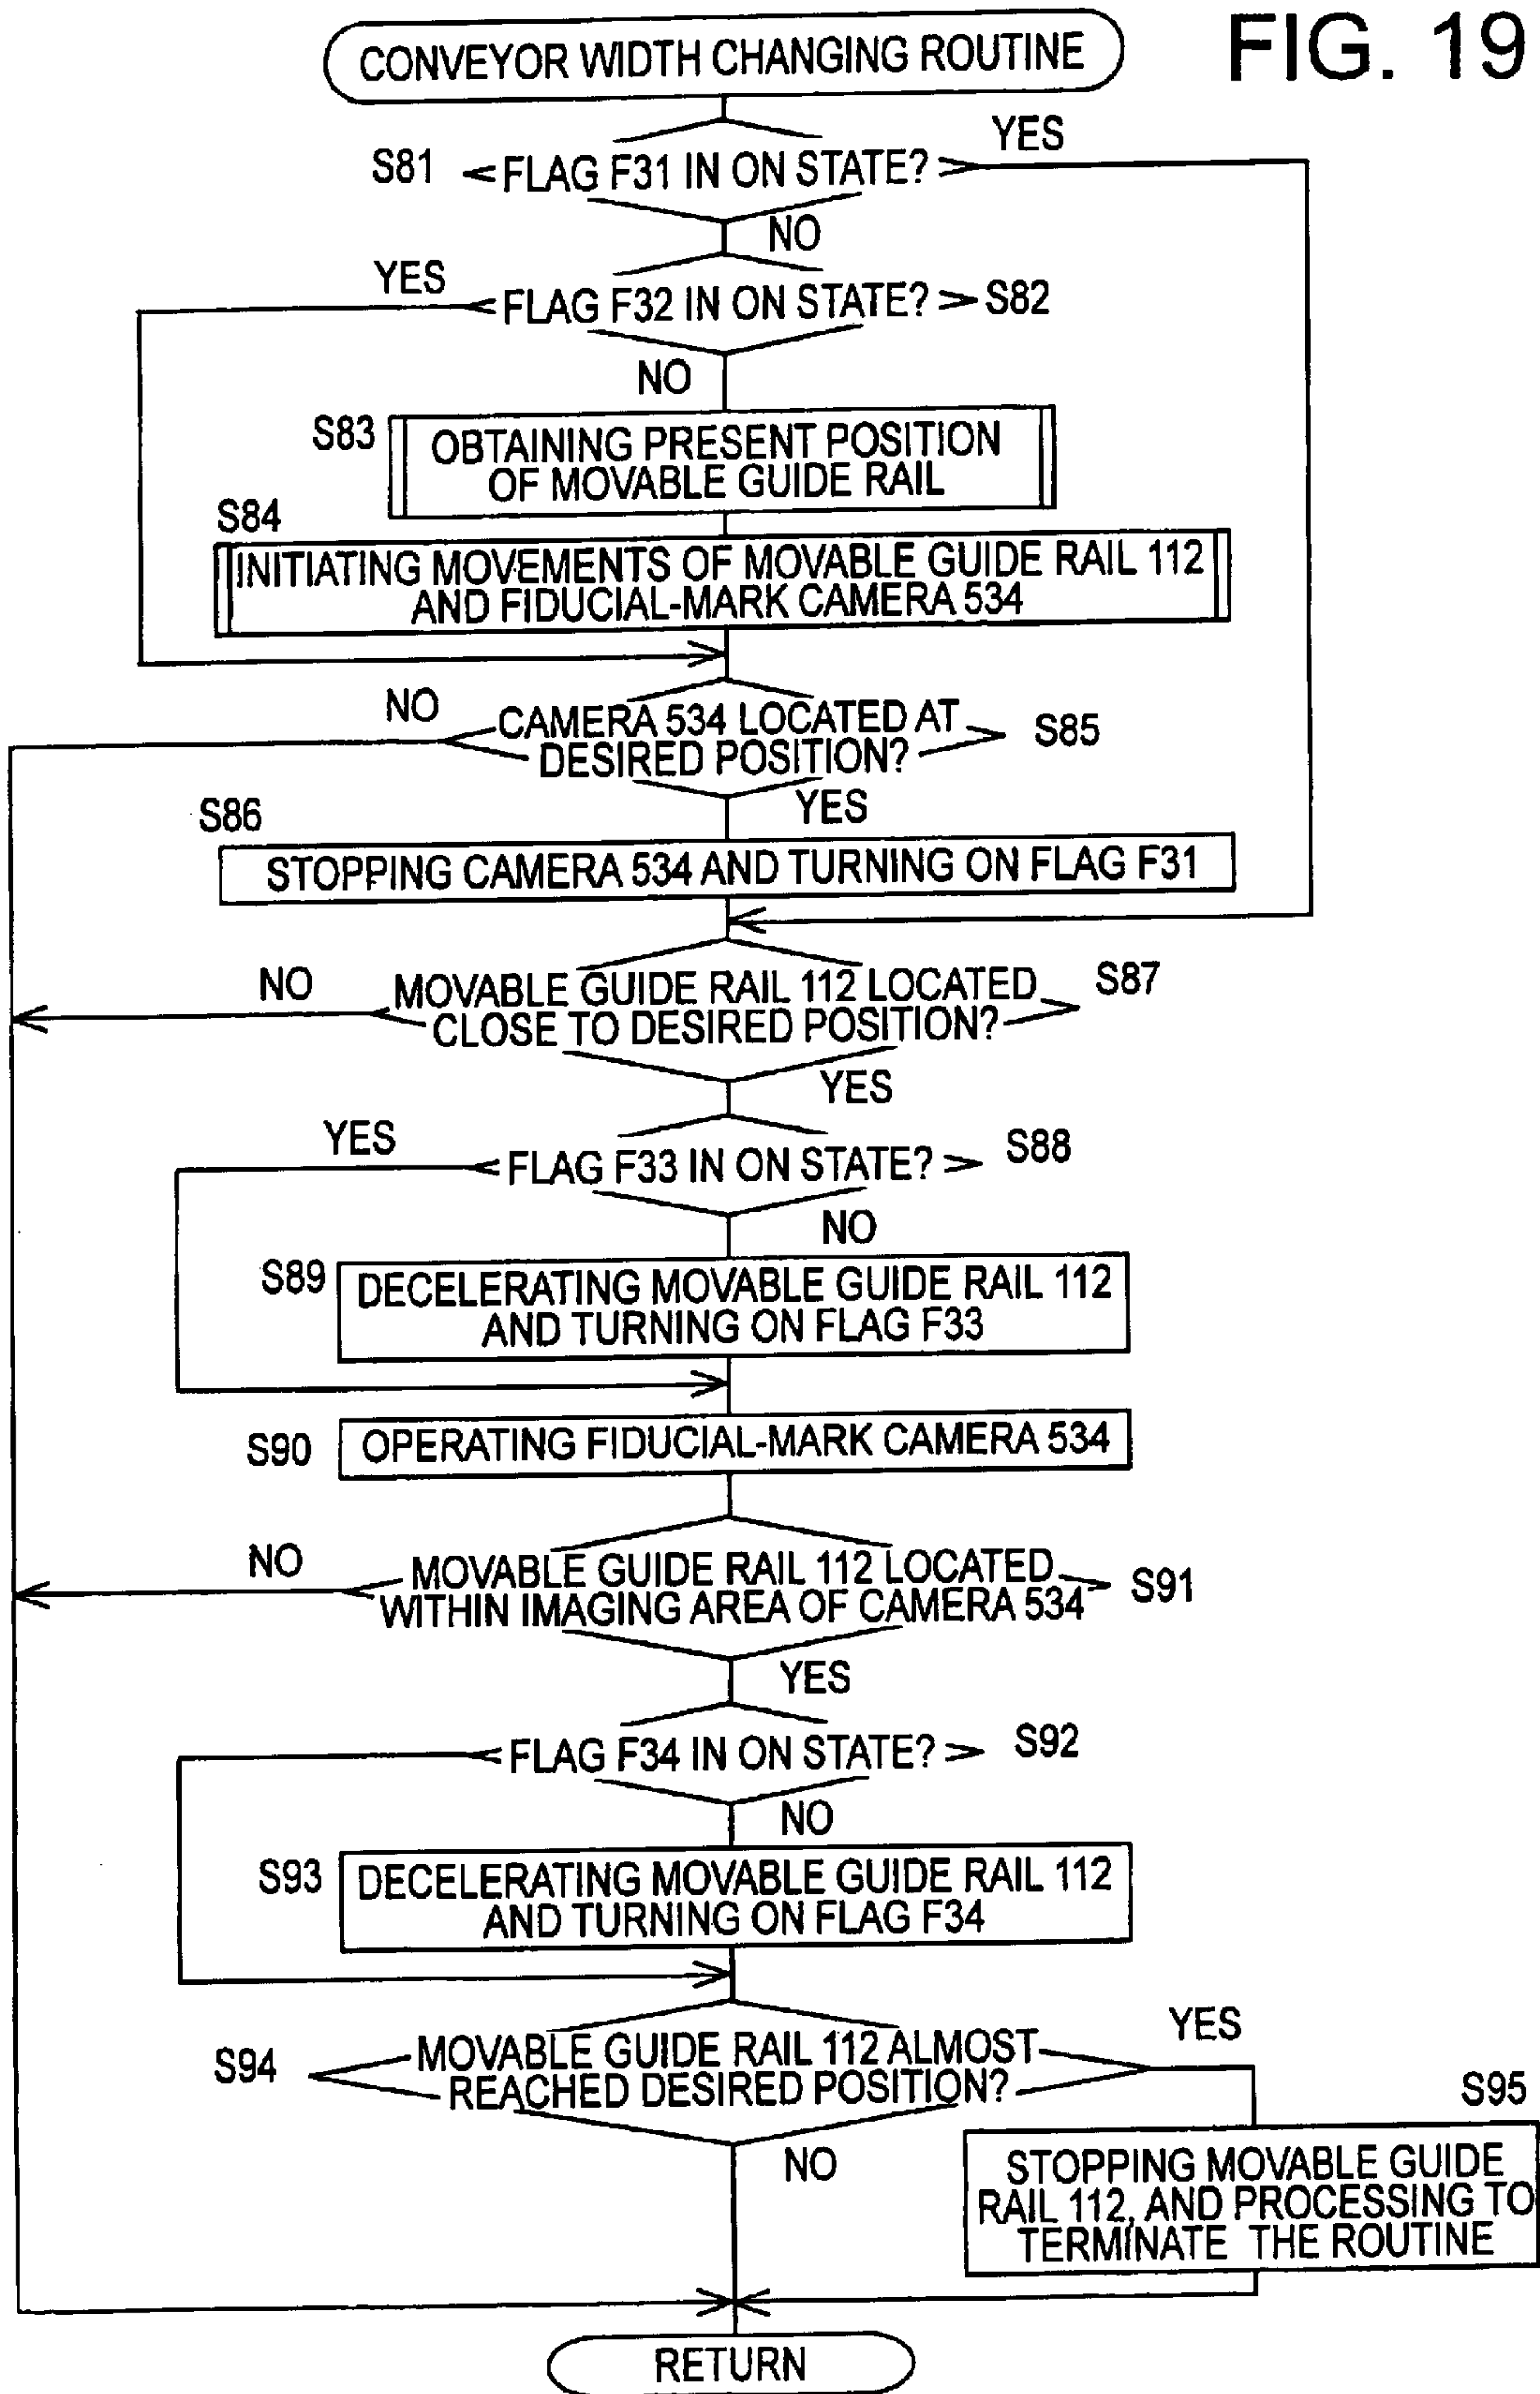 FIG. 19
CONVEYOR WIDTH CHANGING ROUTINE
YES
S81
FLAG F31 IN ON STATE?
NO
YES
FLAG F32 IN ON STATE?
S82
NO
S83
OBTAINING PRESENT POSITION
OF MOVABLE GUIDE RAIL
S84
INITIATING MOVEMENTS OF MOVABLE GUIDE RAIL 112
AND FIDUCIAL-MARK CAMERA 534
NO
CAMERA 534 LOCATED AT
DESIRED POSITION?
S85
YES
S86
STOPPING CAMERA 534 AND TURNING ON FLAG F31
NO
MOVABLE GUIDE RAIL 112 LOCATED
CLOSE TO DESIRED POSITION?
S87
YES
YES
FLAG F33 IN ON STATE?
S88
NO
S89
DECELERATING MOVABLE GUIDE RAIL 112
AND TURNING ON FLAG F33
S90
OPERATING FIDUCIAL-MARK CAMERA 534
NO
MOVABLE GUIDE RAIL 112 LOCATED
WITHIN IMAGING AREA OF CAMERA 534
S91
YES
FLAG F34 IN ON STATE?
S92
NO
S93
DECELERATING MOVABLE GUIDE RAIL 112
AND TURNING ON FLAG F34
S94
MOVABLE GUIDE RAIL 112 ALMOST
REACHED DESIRED POSITION?
YES
S95
NO
STOPPING MOVABLE GUIDE
RAIL 112, AND PROCESSING TO
TERMINATE THE ROUTINE
RETURN